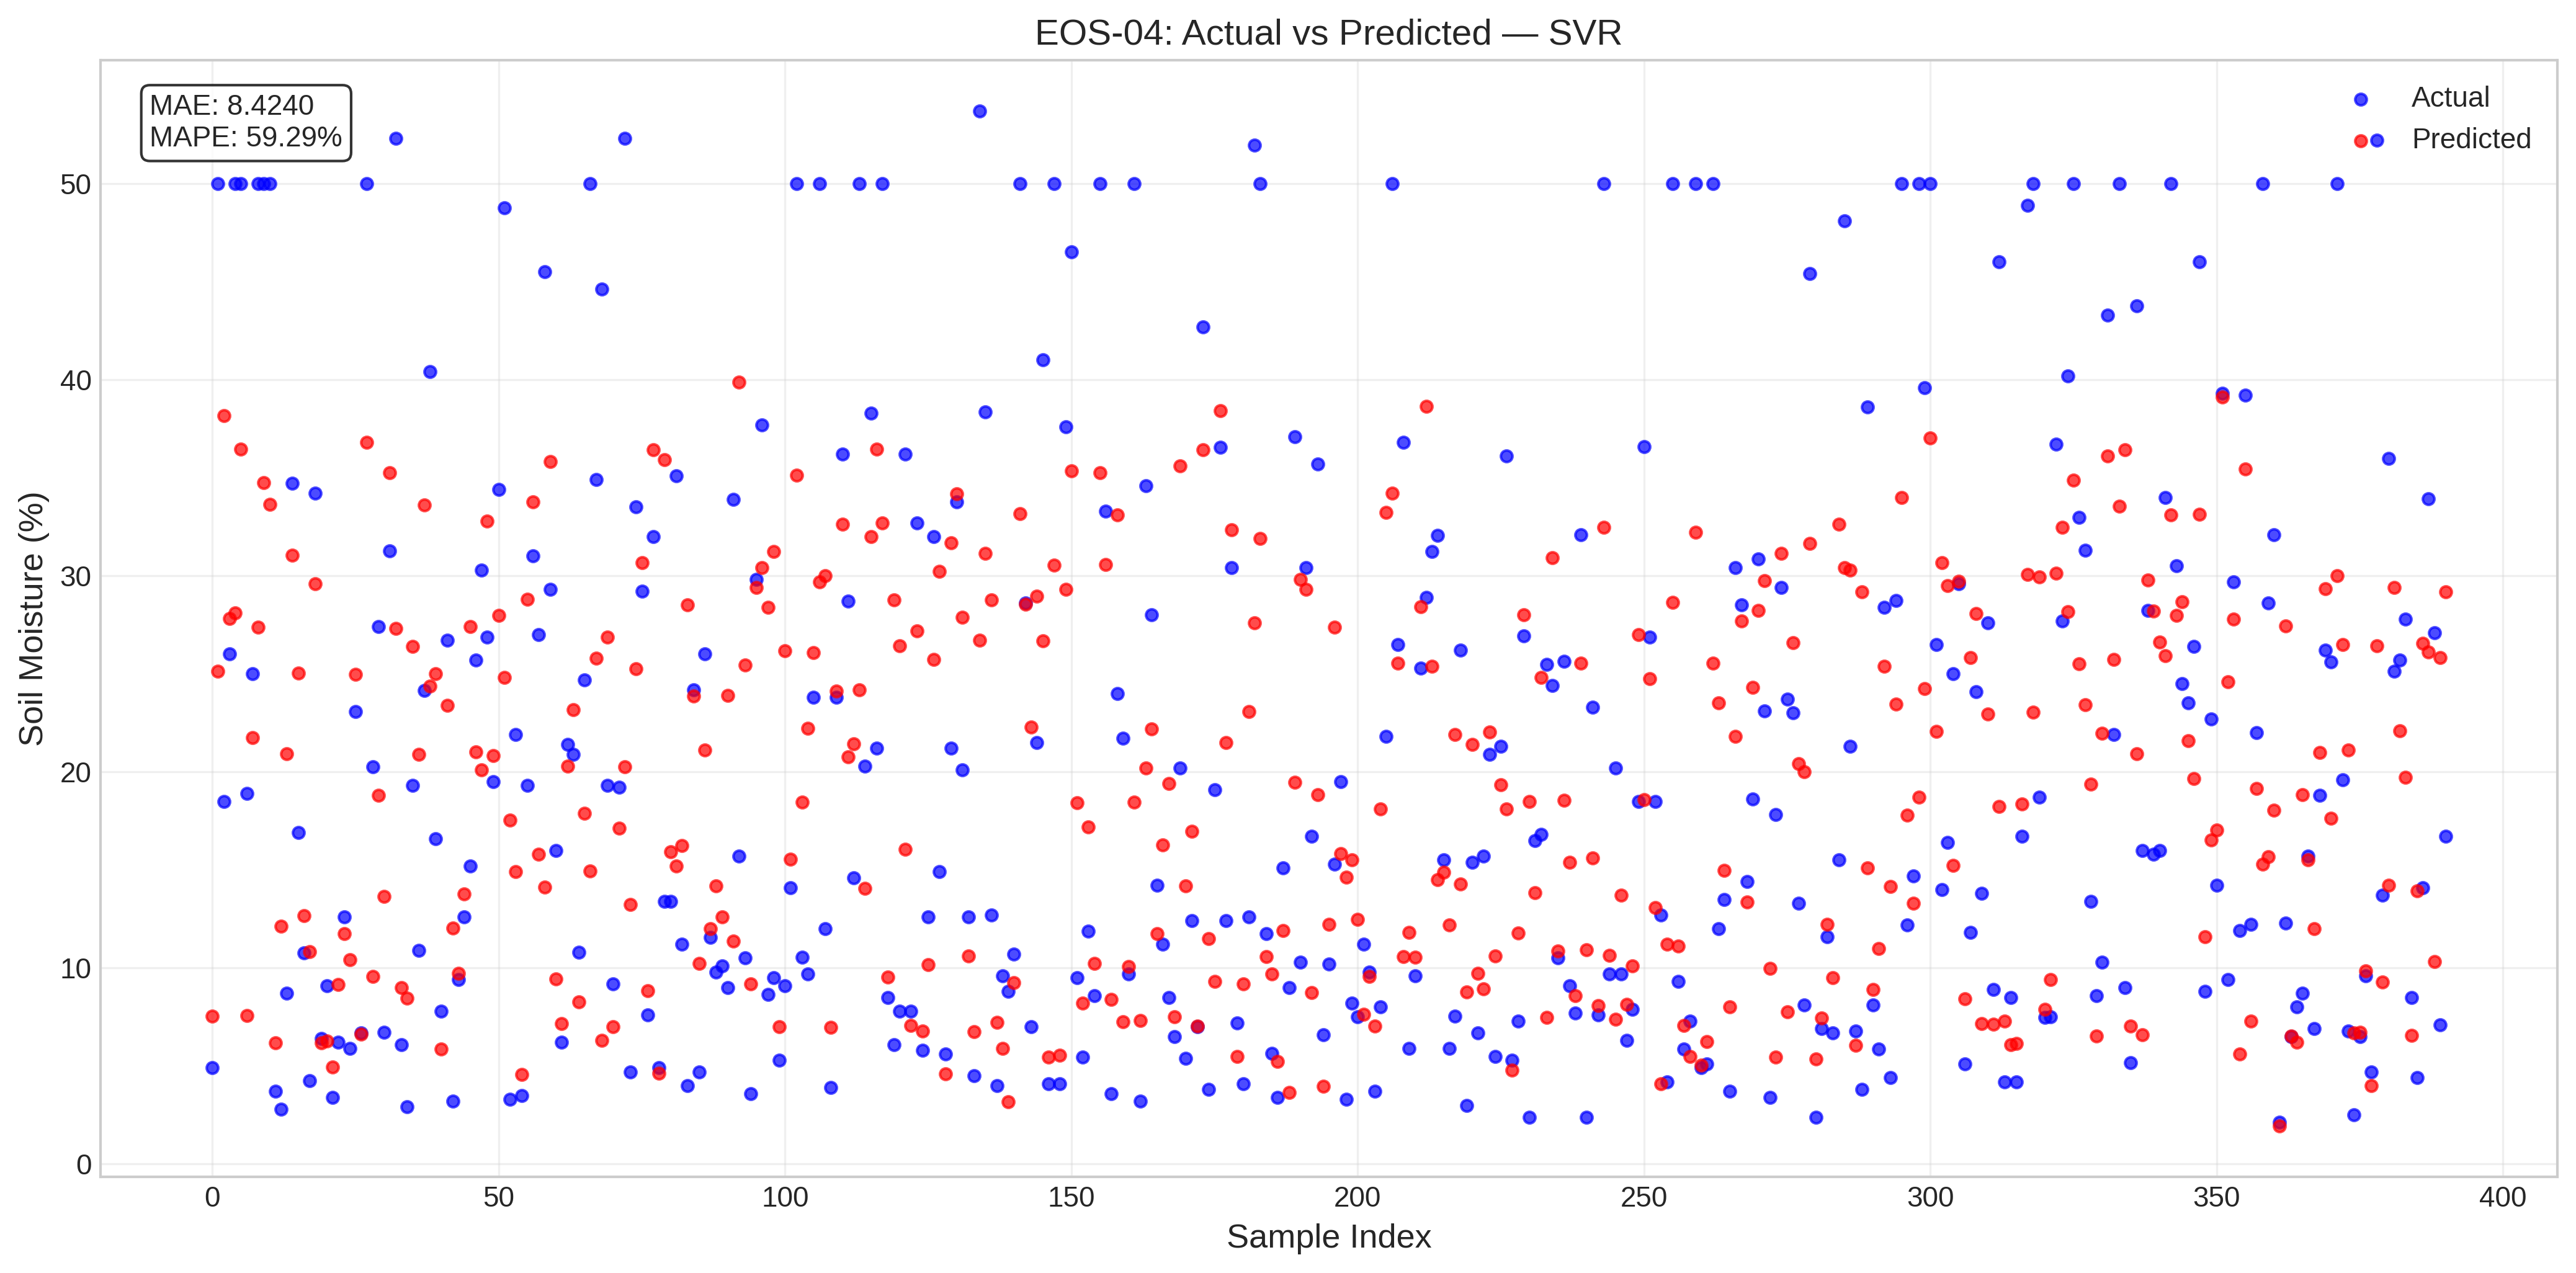 EOS-04: Actual vs Predicted — SVR
MAE: 8.4240
MAPE: 59.29%
Actual
Predicted
50
40
30
20
10
0
Soil Moisture (%)
0 50 100 150 200 250 300 350 400
Sample Index